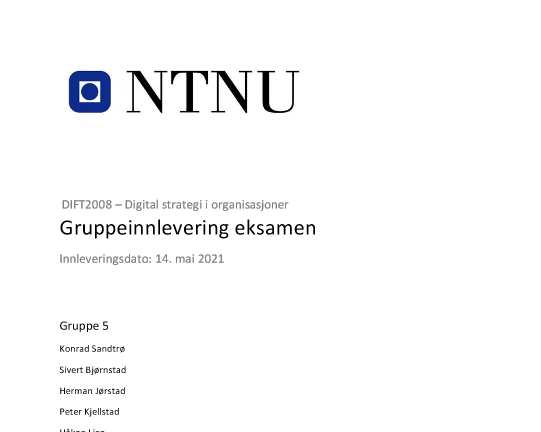 NTNU
DIFT2008 – Digital strategi i organisasjoner
Gruppeinnlevering eksamen
Innleveringsdato: 14. mai 2021
Gruppe 5
Konrad Sandtrø
Sivert Bjørnstad
Herman Jørstad
Peter Kjellstad